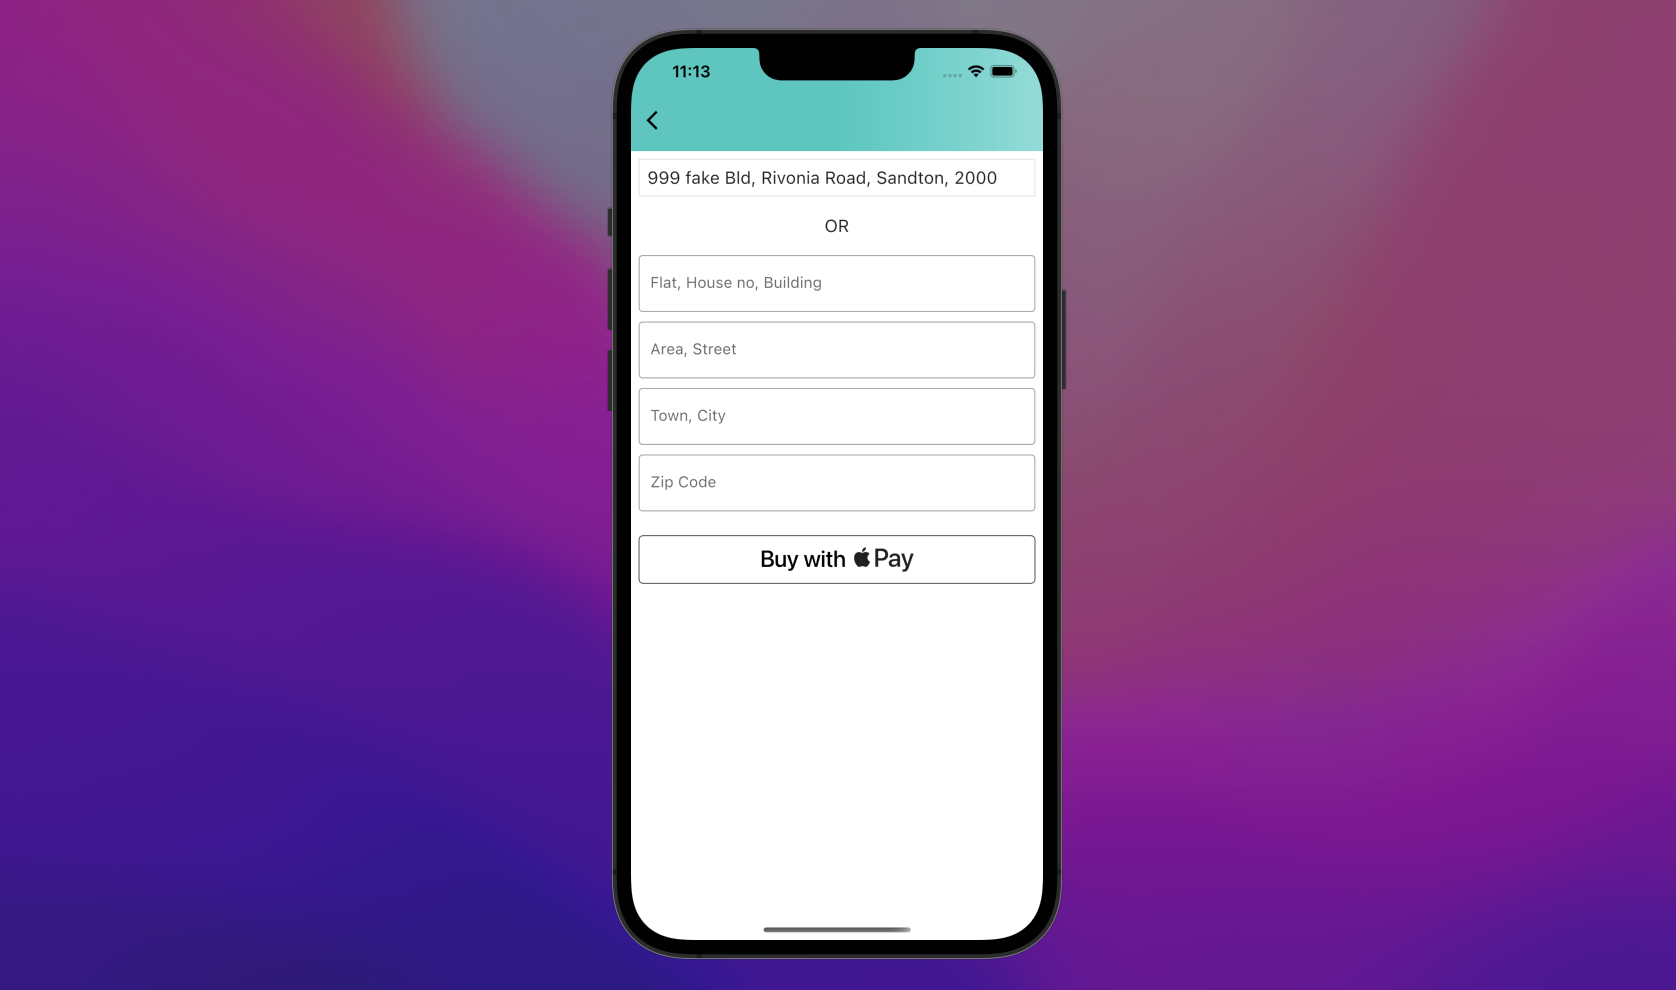 11:13
999 fake Bld, Rivonia Road, Sandton, 2000
OR
Flat, House no, Building
Area, Street
Town, City
Zip Code
Buy with Pay